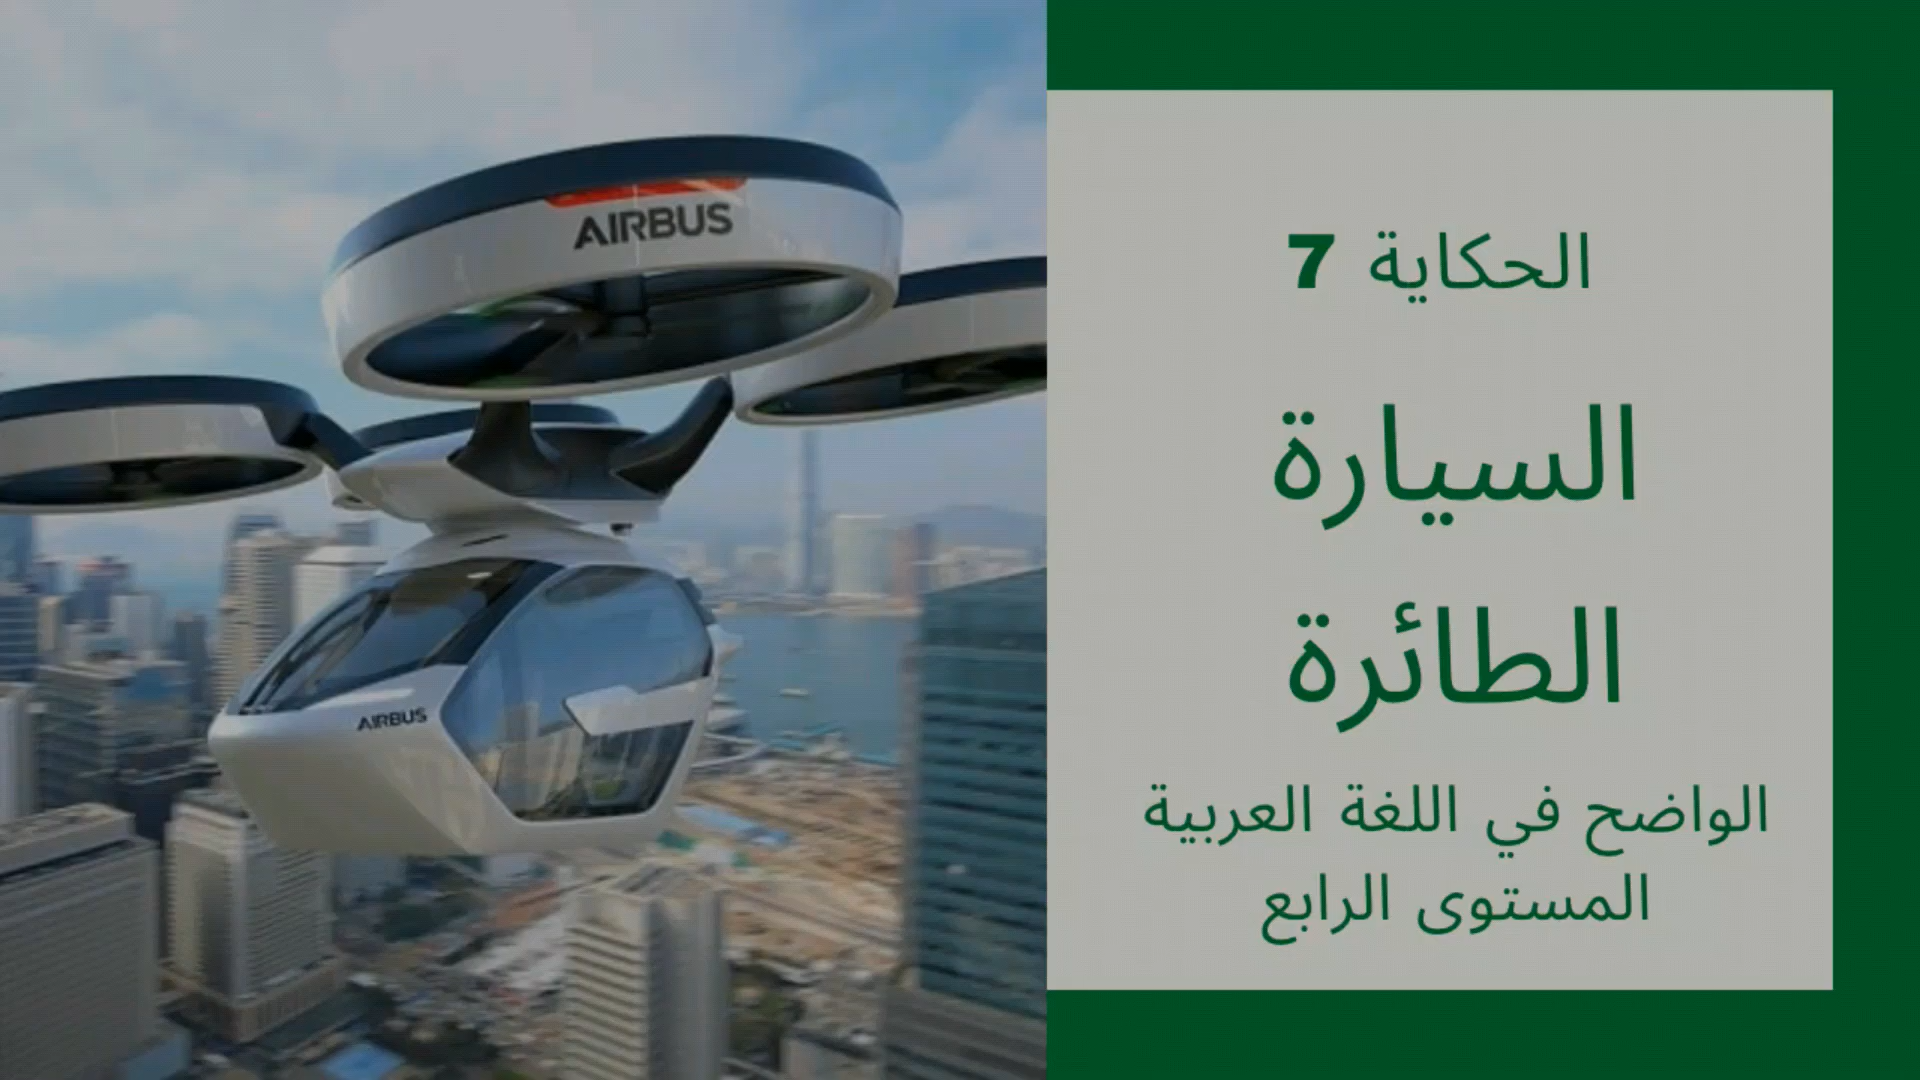 AIRBUS
AIRBUS
الحكاية 7
السيارة
الطائرة
الواضح في اللغة العربية
المستوى الرابع